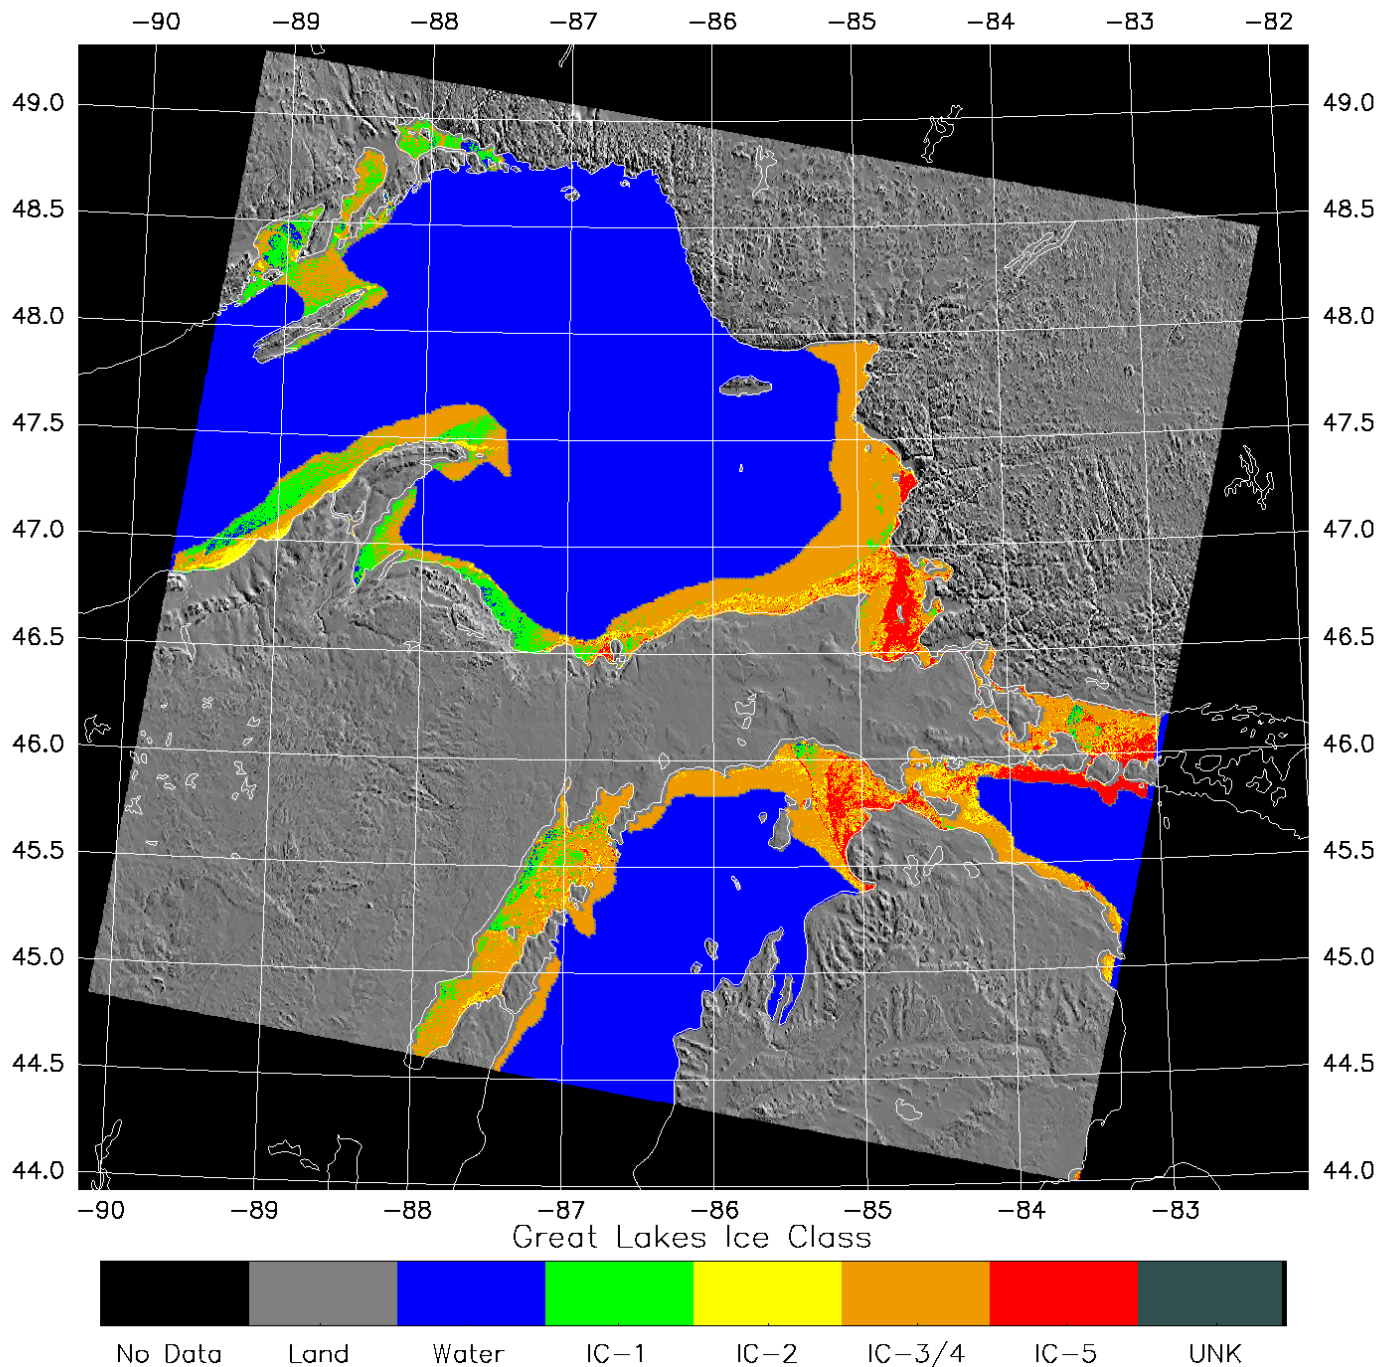 −90 −89 −88 −87 −86 −85 −84 −83 −82
49.0 49.0
48.5 48.5
48.0 48.0
47.5 47.5
47.0 47.0
46.5 46.5
46.0 46.0
45.5 45.5
45.0 45.0
44.5 44.5
44.0 44.0
−90 −89 −88 −87 −86 −85 −84 −83
Great Lakes Ice Class
No Data Land Water IC−1 IC−2 IC−3/4 IC−5 UNK